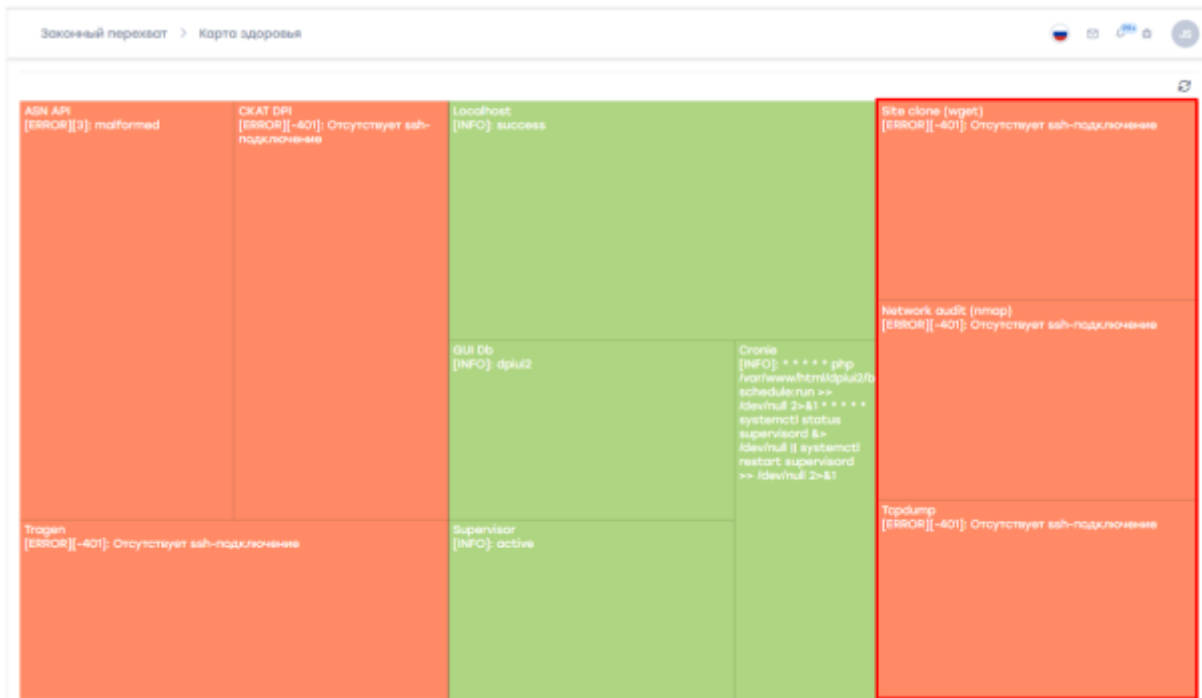 Законный перехват > Карта здоровья
99+
JS
ASN API
[ERROR][3]: malformed
СКАТ DPI
[ERROR][-401]: Отсутствует ssh-
подключение
Localhost
[INFO]: success
Site clone (wget)
[ERROR][-401]: Отсутствует ssh-подключение
Network audit (nmap)
[ERROR][-401]: Отсутствует ssh-подключение
GUI Db
[INFO]: dpiui2
Cronie
[INFO]: * * * * * php
/var/www/html/dpiui2/b
schedule:run >>
/dev/null 2>&1 * * * * *
systemctl status
supervisord &>
/dev/null || systemctl
restart supervisord
>> /dev/null 2>&1
Tcpdump
[ERROR][-401]: Отсутствует ssh-подключение
Tragen
[ERROR][-401]: Отсутствует ssh-подключение
Supervisor
[INFO]: active